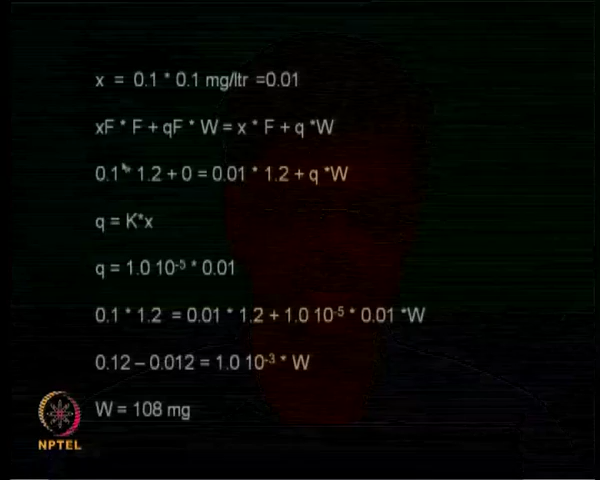 x = 0.1 * 0.1 mg/ltr =0.01
xF * F + qF * W = x * F + q *W
0.1 * 1.2 + 0 = 0.01 * 1.2 + q *W
q = K*x
q = 1.0 10⁻⁵ * 0.01
0.1 * 1.2 = 0.01 * 1.2 + 1.0 10⁻⁵ * 0.01 *W
0.12 – 0.012 = 1.0 10⁻³ * W
W = 108 mg
NPTEL